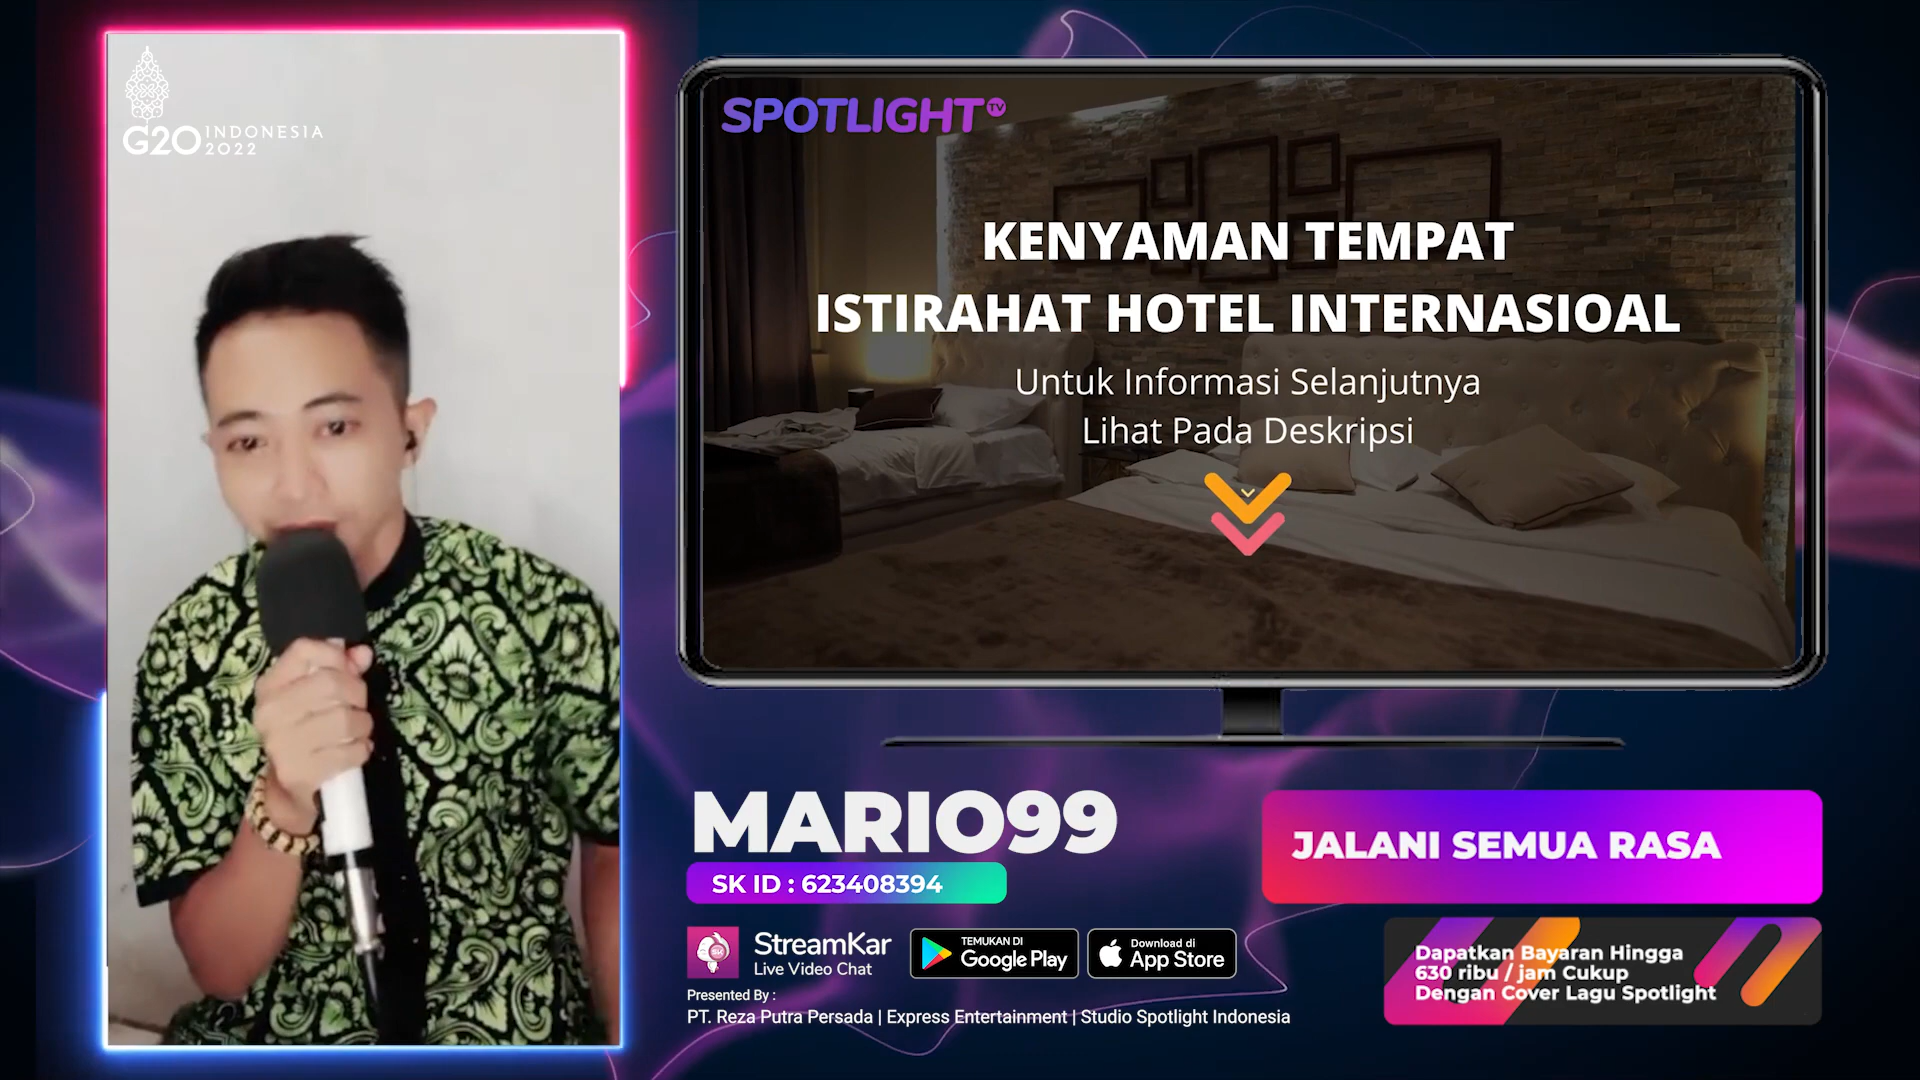 G20 INDONESIA
2022
SPOTLIGHT TV
KENYAMAN TEMPAT
ISTIRAHAT HOTEL INTERNASIOAL
Untuk Informasi Selanjutnya
Lihat Pada Deskripsi
MARIO99
SK ID : 623408394
JALANI SEMUA RASA
SK
StreamKar
Live Video Chat
TEMUKAN DI
Google Play
Download di
App Store
Presented By :
PT. Reza Putra Persada | Express Entertainment | Studio Spotlight Indonesia
Dapatkan Bayaran Hingga
630 ribu / jam Cukup
Dengan Cover Lagu Spotlight